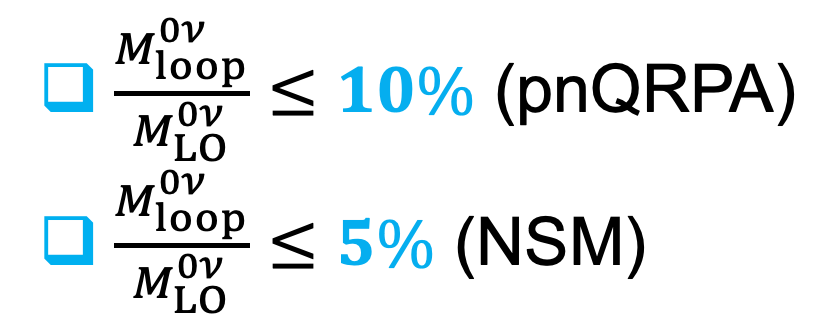 ❑ M^{0ν}_{loop} / M^{0ν}_{LO} ≤ 10% (pnQRPA)
❑ M^{0ν}_{loop} / M^{0ν}_{LO} ≤ 5% (NSM)